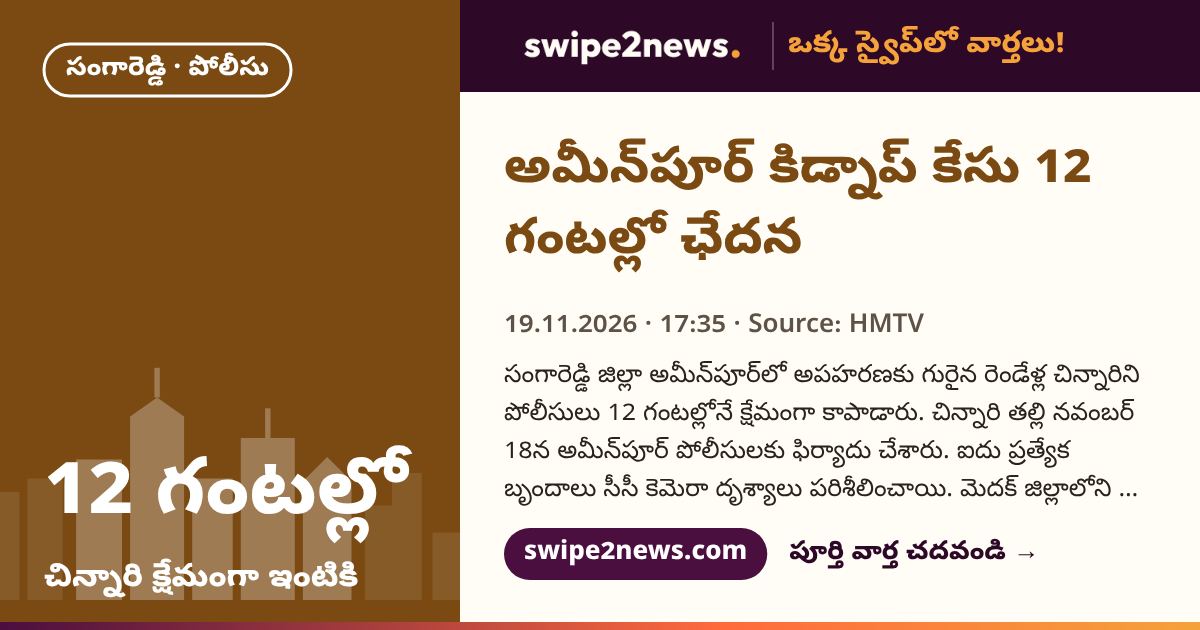 సంగారెడ్డి · పోలీసు
12 గంటల్లో
చిన్నారి క్షేమంగా ఇంటికి
swipe2news.
ఒక్క స్వైప్‌లో వార్తలు!
అమీన్‌పూర్ కిడ్నాప్ కేసు 12
గంటల్లో ఛేదన
19.11.2026 · 17:35 · Source: HMTV
సంగారెడ్డి జిల్లా అమీన్‌పూర్‌లో అపహరణకు గురైన రెండేళ్ల చిన్నారిని
పోలీసులు 12 గంటల్లోనే క్షేమంగా కాపాడారు. చిన్నారి తల్లి నవంబర్
18న అమీన్‌పూర్ పోలీసులకు ఫిర్యాదు చేశారు. ఐదు ప్రత్యేక
బృందాలు సీసీ కెమెరా దృశ్యాలు పరిశీలించాయి. మెదక్ జిల్లాలోని ...
swipe2news.com
పూర్తి వార్త చదవండి →